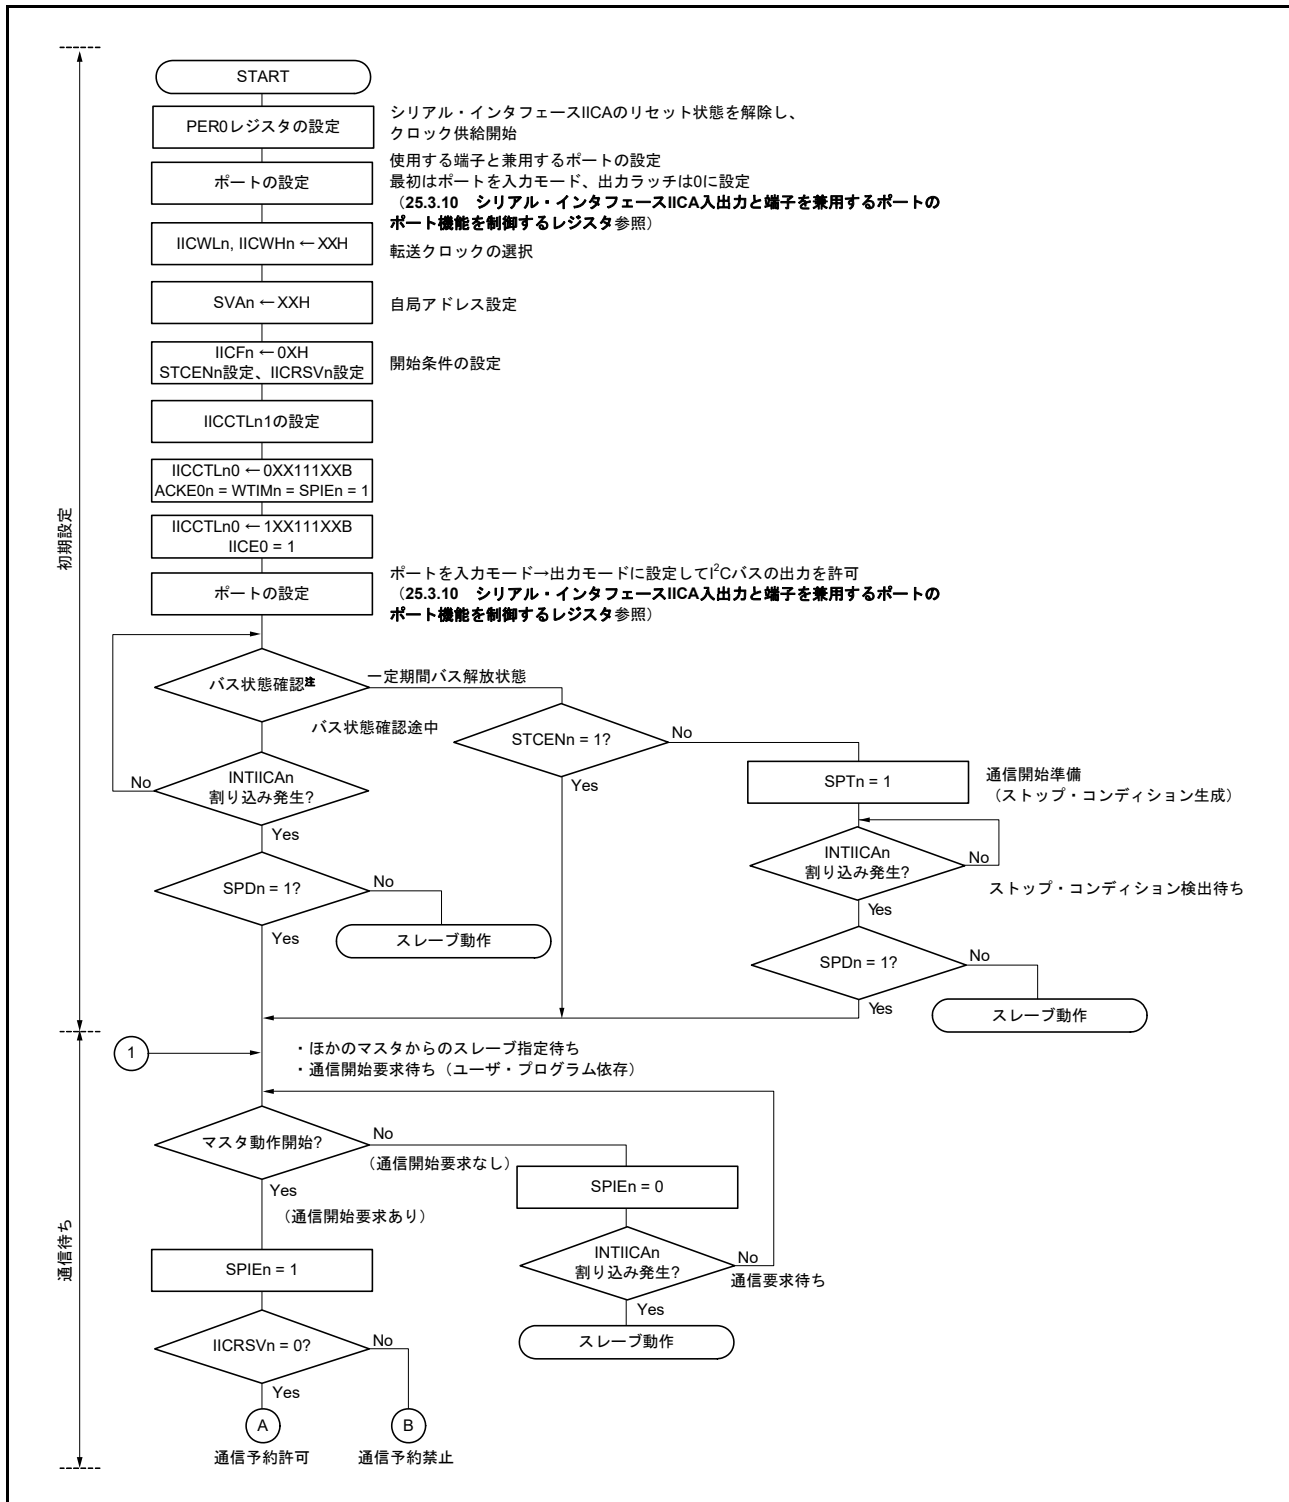 START
PER0レジスタの設定
シリアル・インタフェースIICAのリセット状態を解除し、
クロック供給開始
ポートの設定
使用する端子と兼用するポートの設定
最初はポートを入力モード、出力ラッチは0に設定
（25.3.10　シリアル・インタフェースIICA入出力と端子を兼用するポートの
ポート機能を制御するレジスタ参照）
IICWLn, IICWHn ← XXH
転送クロックの選択
SVAn ← XXH
自局アドレス設定
IICFn ← 0XH
STCENn設定、IICRSVn設定
開始条件の設定
IICCTLn1の設定
IICCTLn0 ← 0XX111XXB
ACKE0n = WTIMn = SPIEn = 1
IICCTLn0 ← 1XX111XXB
IICE0 = 1
初期設定
ポートの設定
ポートを入力モード→出力モードに設定してI²Cバスの出力を許可
（25.3.10　シリアル・インタフェースIICA入出力と端子を兼用するポートの
ポート機能を制御するレジスタ参照）
バス状態確認注
一定期間バス解放状態
バス状態確認途中
STCENn = 1?
No
Yes
INTIICAn
割り込み発生?
No
Yes
SPTn = 1
通信開始準備
（ストップ・コンディション生成）
INTIICAn
割り込み発生?
No
ストップ・コンディション検出待ち
Yes
SPDn = 1?
No
Yes
スレーブ動作
SPDn = 1?
No
Yes
スレーブ動作
1
・ほかのマスタからのスレーブ指定待ち
・通信開始要求待ち（ユーザ・プログラム依存）
マスタ動作開始?
No
（通信開始要求なし）
Yes
（通信開始要求あり）
SPIEn = 0
通信待ち
INTIICAn
割り込み発生?
No
通信要求待ち
Yes
スレーブ動作
SPIEn = 1
IICRSVn = 0?
No
Yes
A
B
通信予約許可
通信予約禁止